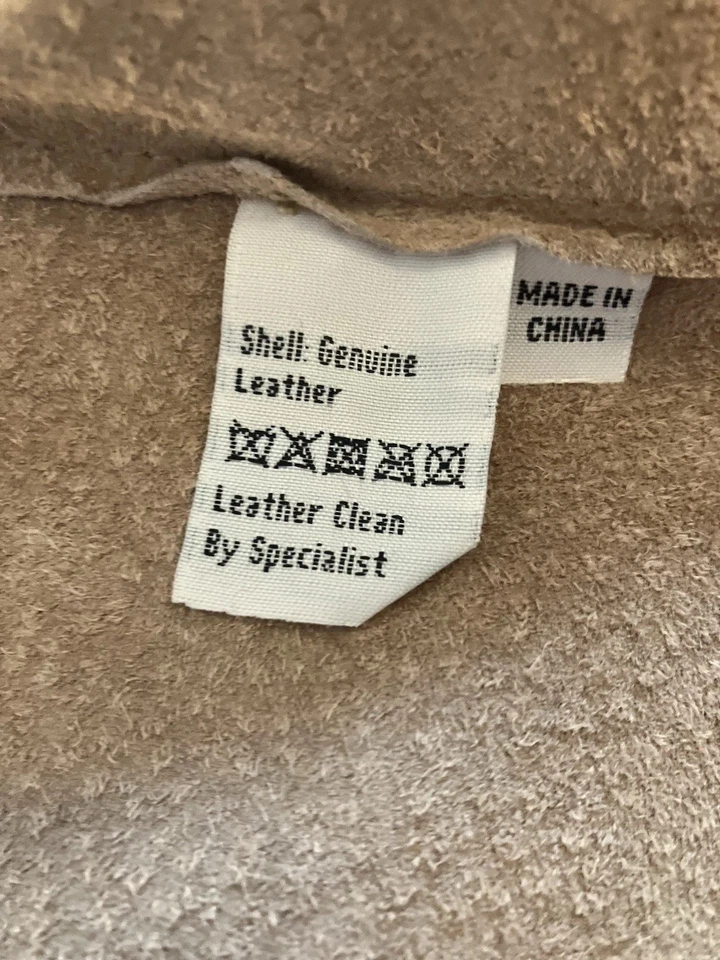 MADE IN
CHINA
Shell: Genuine
Leather
Leather Clean
By Specialist